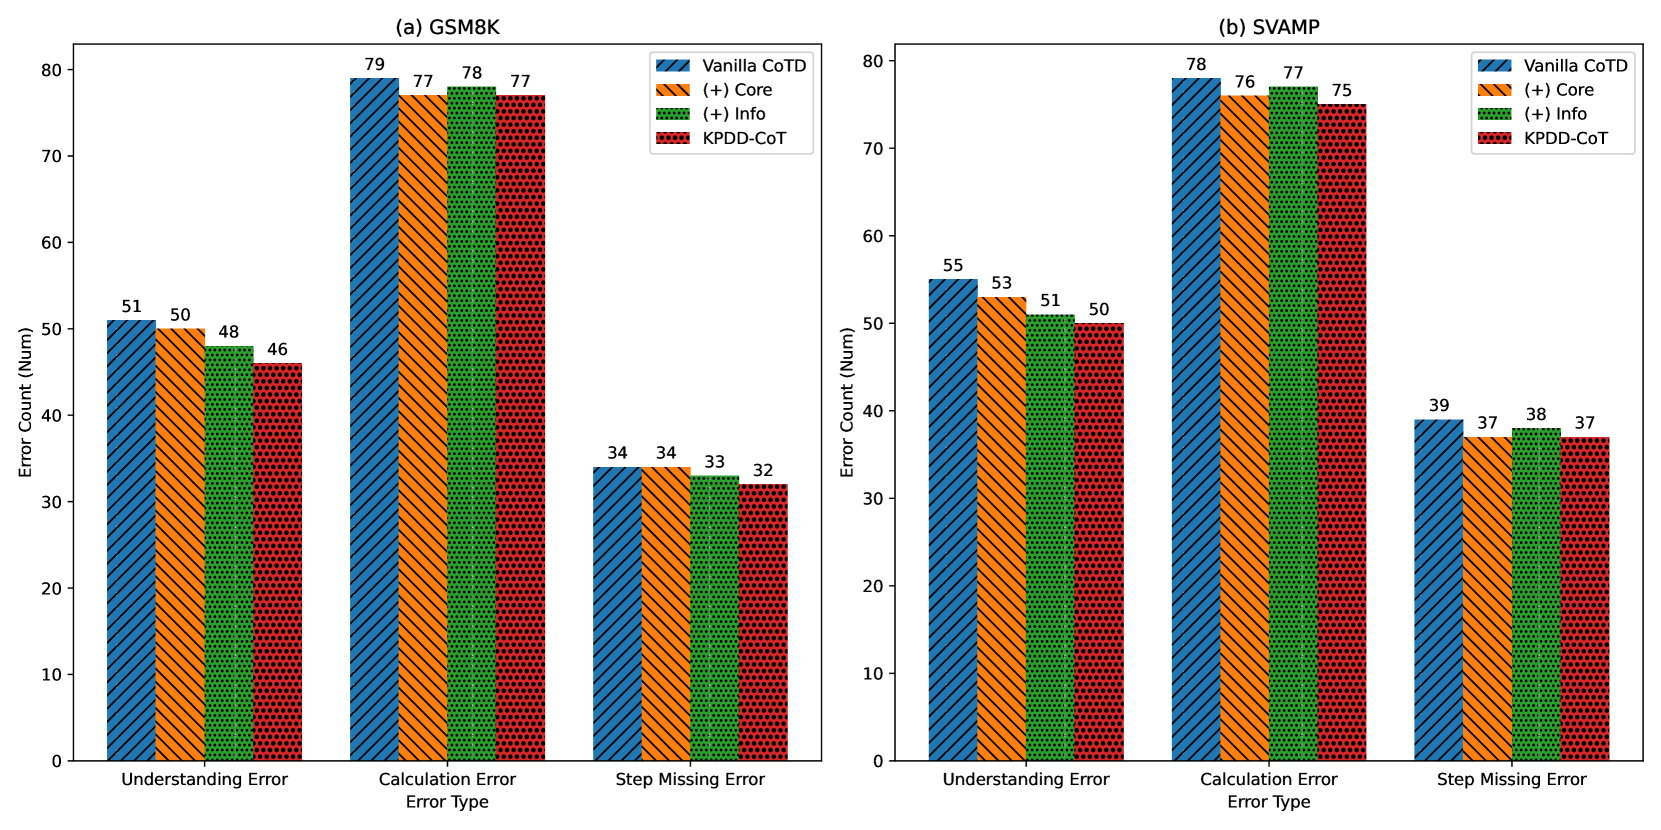 (a) GSM8K
Error Count (Num)
80
70
60
50
40
30
20
10
0
79
77
78
77
51
50
48
46
34
34
33
32
Vanilla CoTD
(+) Core
(+) Info
KPDD-CoT
Understanding Error
Calculation Error
Step Missing Error
Error Type
(b) SVAMP
Error Count (Num)
80
70
60
50
40
30
20
10
0
78
76
77
75
55
53
51
50
39
37
38
37
Vanilla CoTD
(+) Core
(+) Info
KPDD-CoT
Understanding Error
Calculation Error
Step Missing Error
Error Type